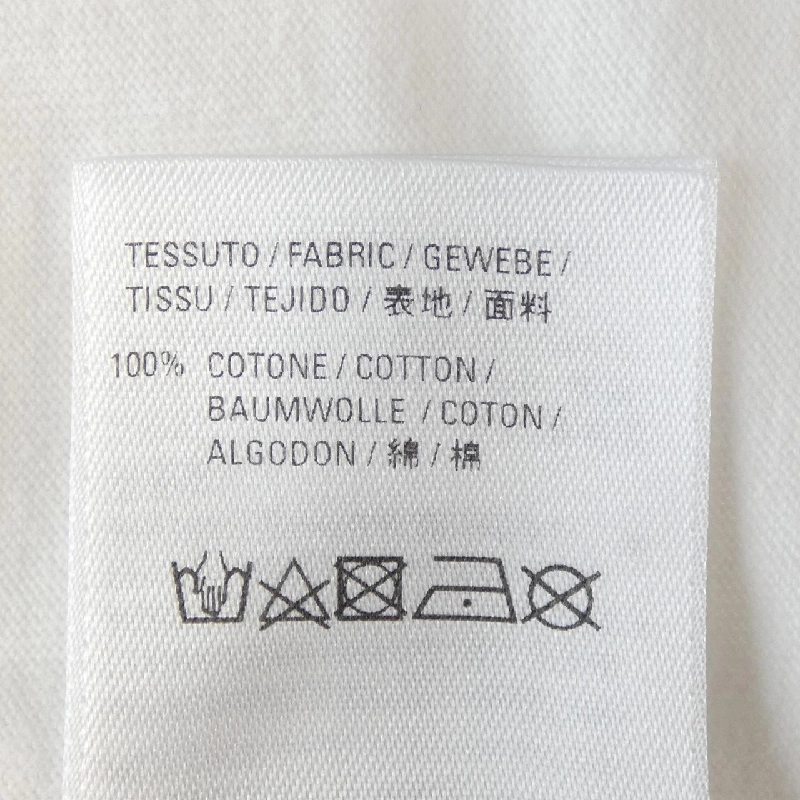 TESSUTO / FABRIC / GEWEBE /
TISSU / TEJIDO / 表地 / 面料
100% COTONE / COTTON /
BAUMWOLLE / COTON /
ALGODON / 綿 / 棉